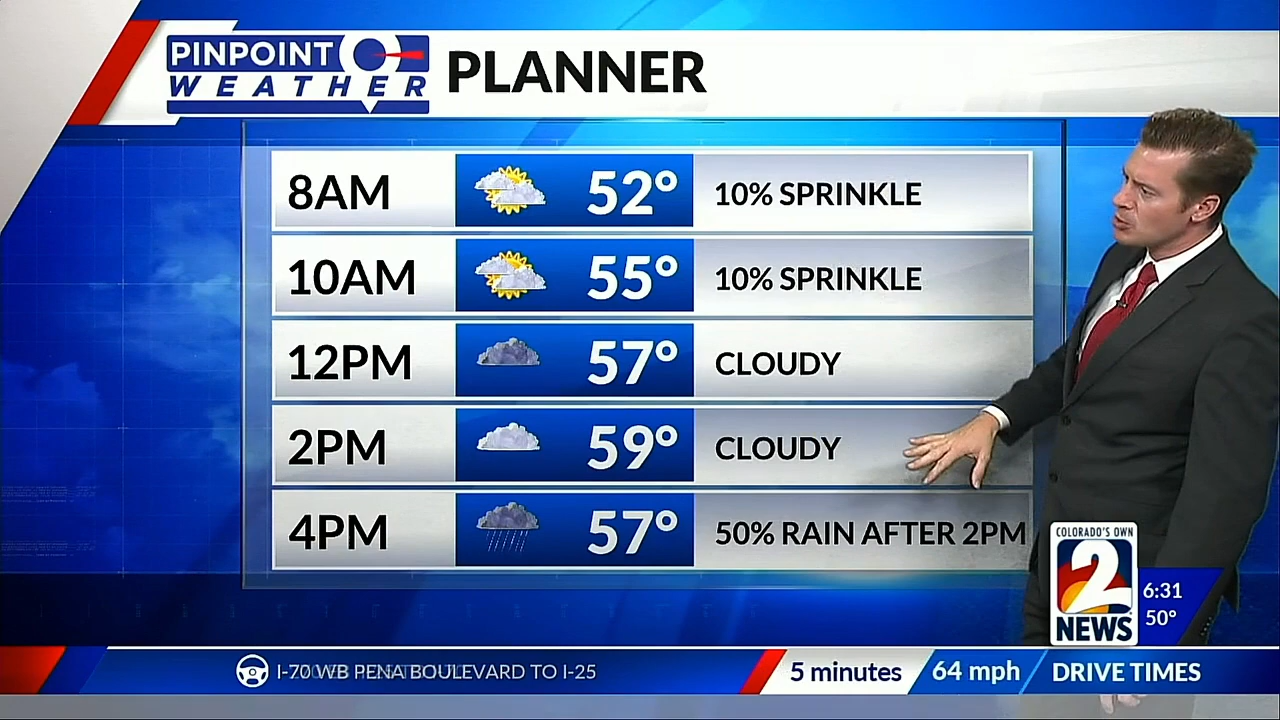 PINPOINT
WEATHER
PLANNER
8AM 52° 10% SPRINKLE
10AM 55° 10% SPRINKLE
12PM 57° CLOUDY
2PM 59° CLOUDY
4PM 57° 50% RAIN AFTER 2PM
COLORADO'S OWN
2
NEWS
6:31
50°
I-70 WB PENA BOULEVARD TO I-25 5 minutes 64 mph DRIVE TIMES